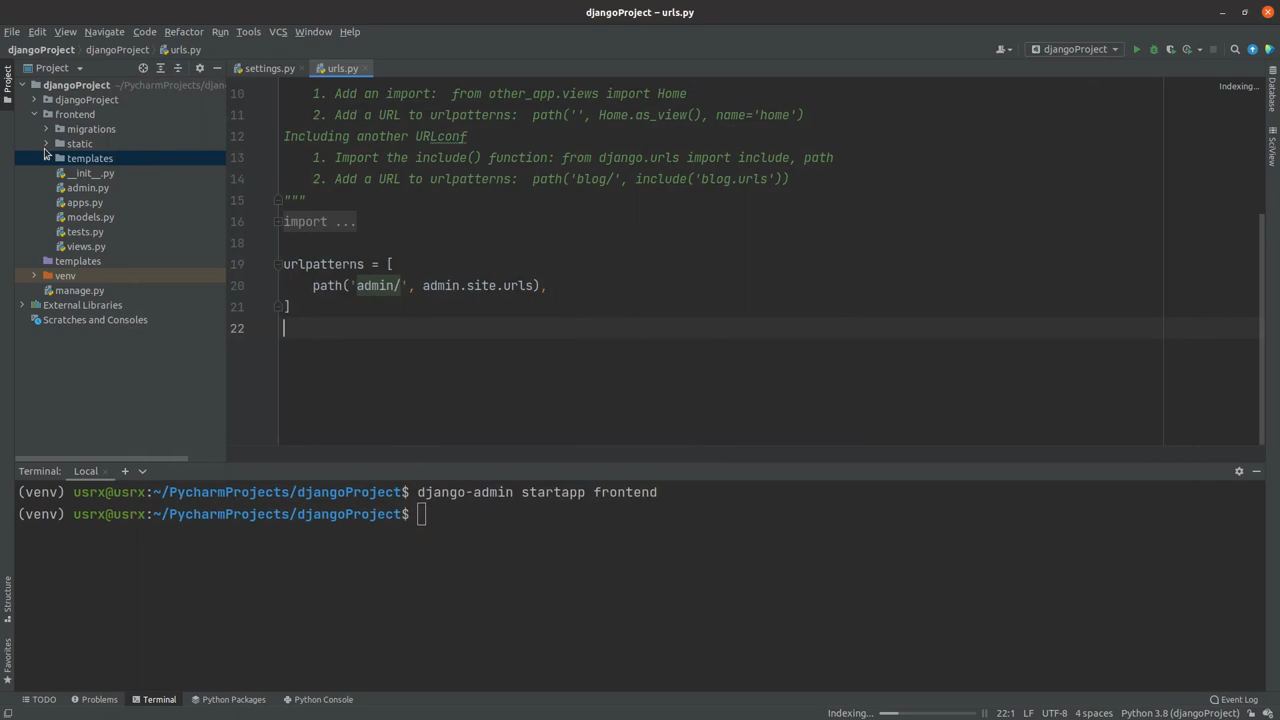 djangoProject – urls.py
File Edit View Navigate Code Refactor Run Tools VCS Window Help
djangoProject djangoProject urls.py djangoProject
Project settings.py urls.py
Project
djangoProject ~/PycharmProjects/djan
djangoProject
frontend
migrations
static
templates
__init__.py
admin.py
apps.py
models.py
tests.py
views.py
templates
venv
manage.py
External Libraries
Scratches and Consoles
Indexing...
10 1. Add an import: from other_app.views import Home
11 2. Add a URL to urlpatterns: path('', Home.as_view(), name='home')
12 Including another URLconf
13 1. Import the include() function: from django.urls import include, path
14 2. Add a URL to urlpatterns: path('blog/', include('blog.urls'))
15 """
16 import ...
18
19 urlpatterns = [
20 path('admin/', admin.site.urls),
21 ]
22
Database
SciView
Structure
Favorites
Terminal: Local
(venv) usrx@usrx:~/PycharmProjects/djangoProject$ django-admin startapp frontend
(venv) usrx@usrx:~/PycharmProjects/djangoProject$
TODO Problems Terminal Python Packages Python Console Event Log
Indexing... 22:1 LF UTF-8 4 spaces Python 3.8 (djangoProject)